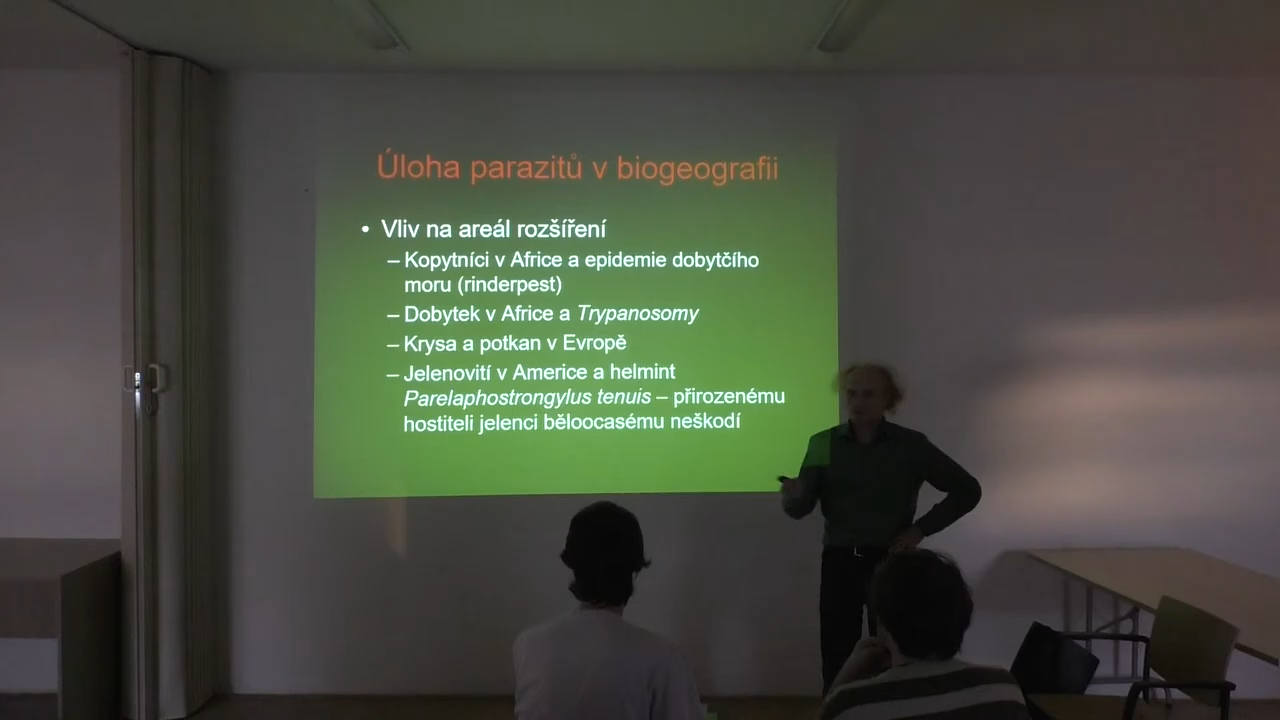 Úloha parazitů v biogeografii
• Vliv na areál rozšíření
– Kopytníci v Africe a epidemie dobytčího
moru (rinderpest)
– Dobytek v Africe a Trypanosomy
– Krysa a potkan v Evropě
– Jelenovití v Americe a helmint
Parelaphostrongylus tenuis – přirozenému
hostiteli jelenci běloocasému neškodí